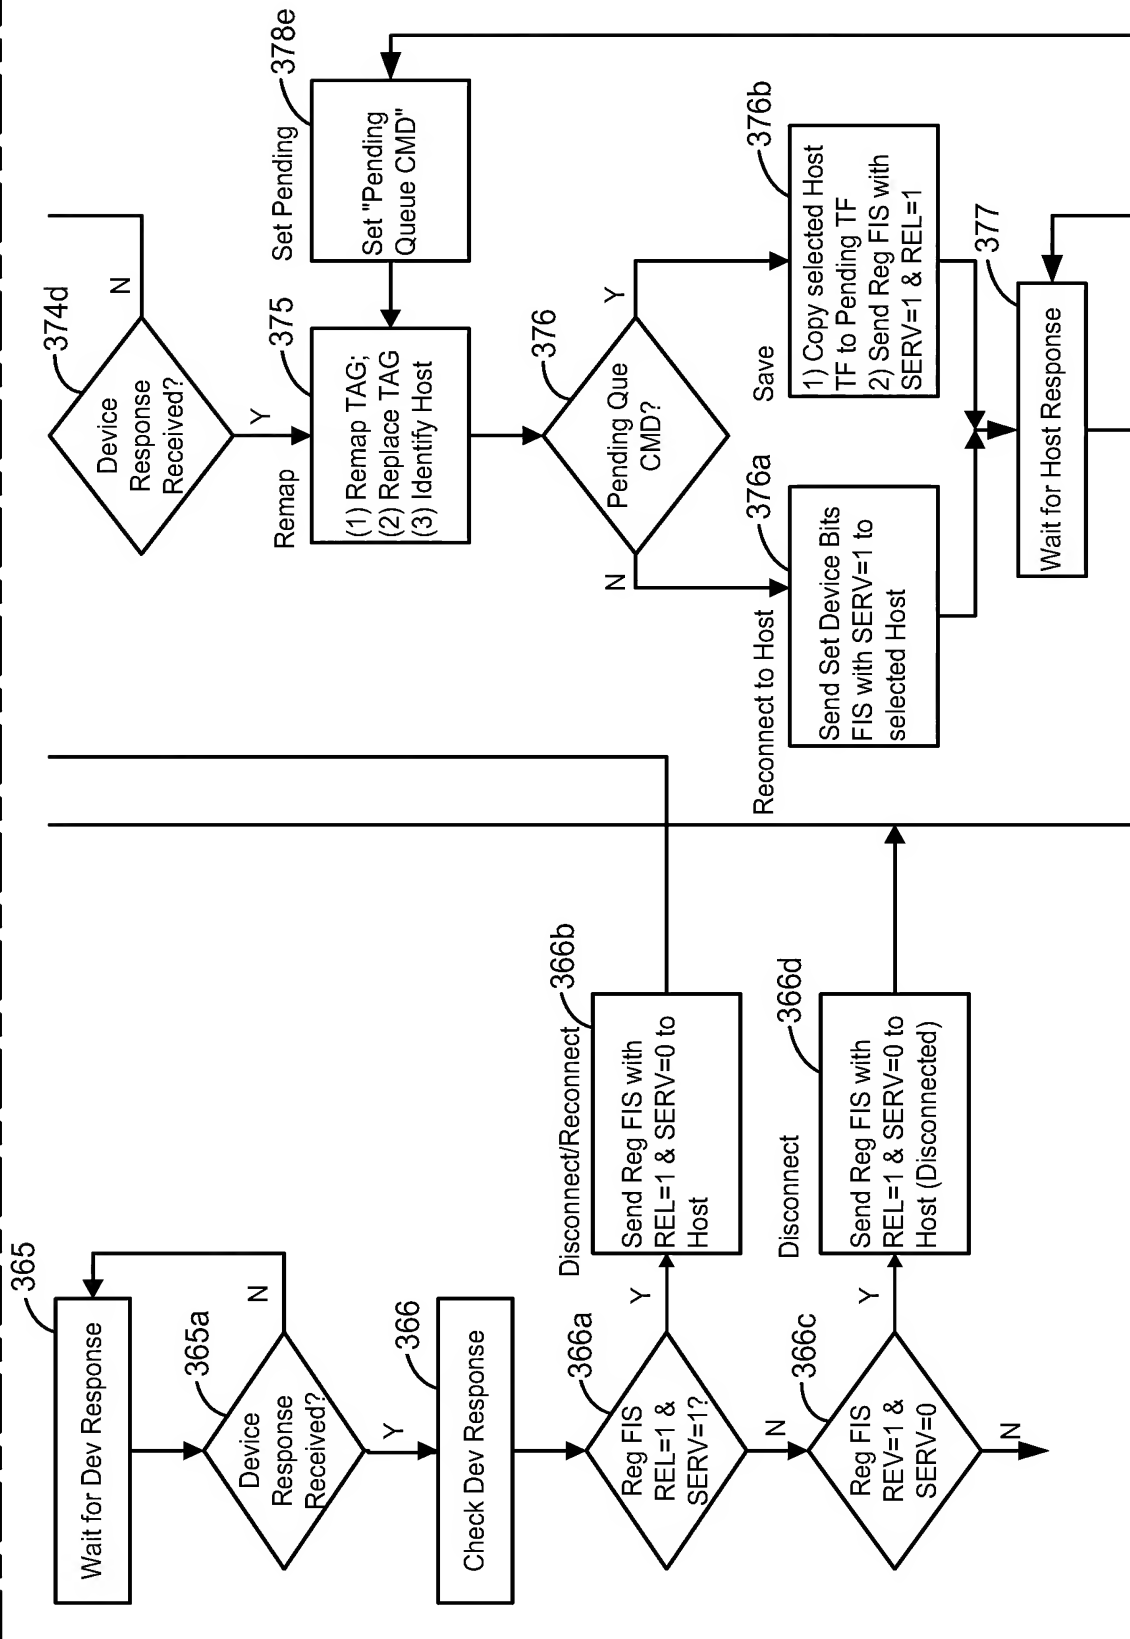 365
Wait for Dev Response
365a
Device
Response
Received?
N
Y
366
Check Dev Response
366a
Reg FIS
REL=1 &
SERV=1?
Y
N
Disconnect/Reconnect
366b
Send Reg FIS with
REL=1 & SERV=0 to
Host
366c
Reg FIS
REV=1 &
SERV=0
Y
N
Disconnect
366d
Send Reg FIS with
REL=1 & SERV=0 to
Host (Disconnected)
374d
Device
Response
Received?
N
Y
Set Pending
378e
Set "Pending
Queue CMD"
Remap
375
(1) Remap TAG;
(2) Replace TAG
(3) Identify Host
376
Pending Que
CMD?
N
Y
Reconnect to Host
376a
Send Set Device Bits
FIS with SERV=1 to
selected Host
Save
376b
1) Copy selected Host
TF to Pending TF
2) Send Reg FIS with
SERV=1 & REL=1
377
Wait for Host Response